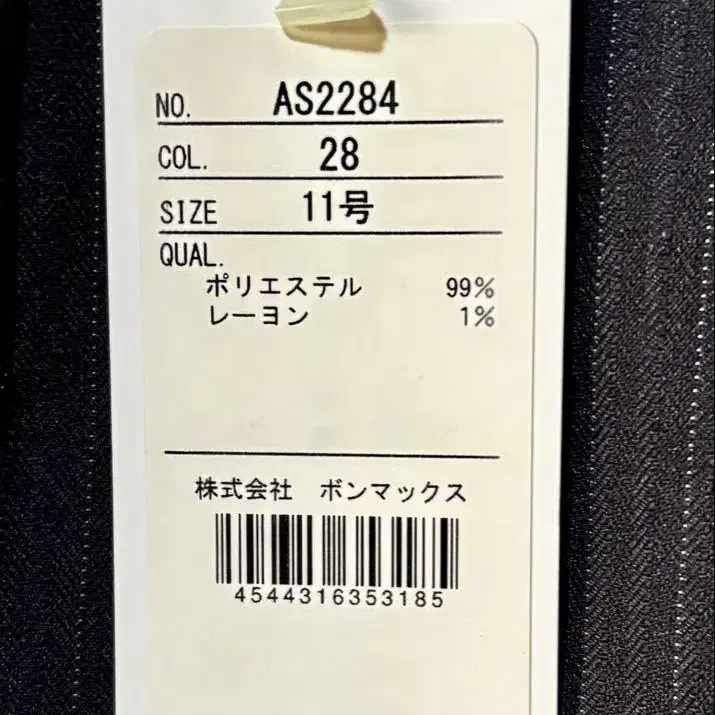 NO. AS2284
COL. 28
SIZE 11号
QUAL.
ポリエステル 99%
レーヨン 1%
株式会社 ボンマックス
4544316353185